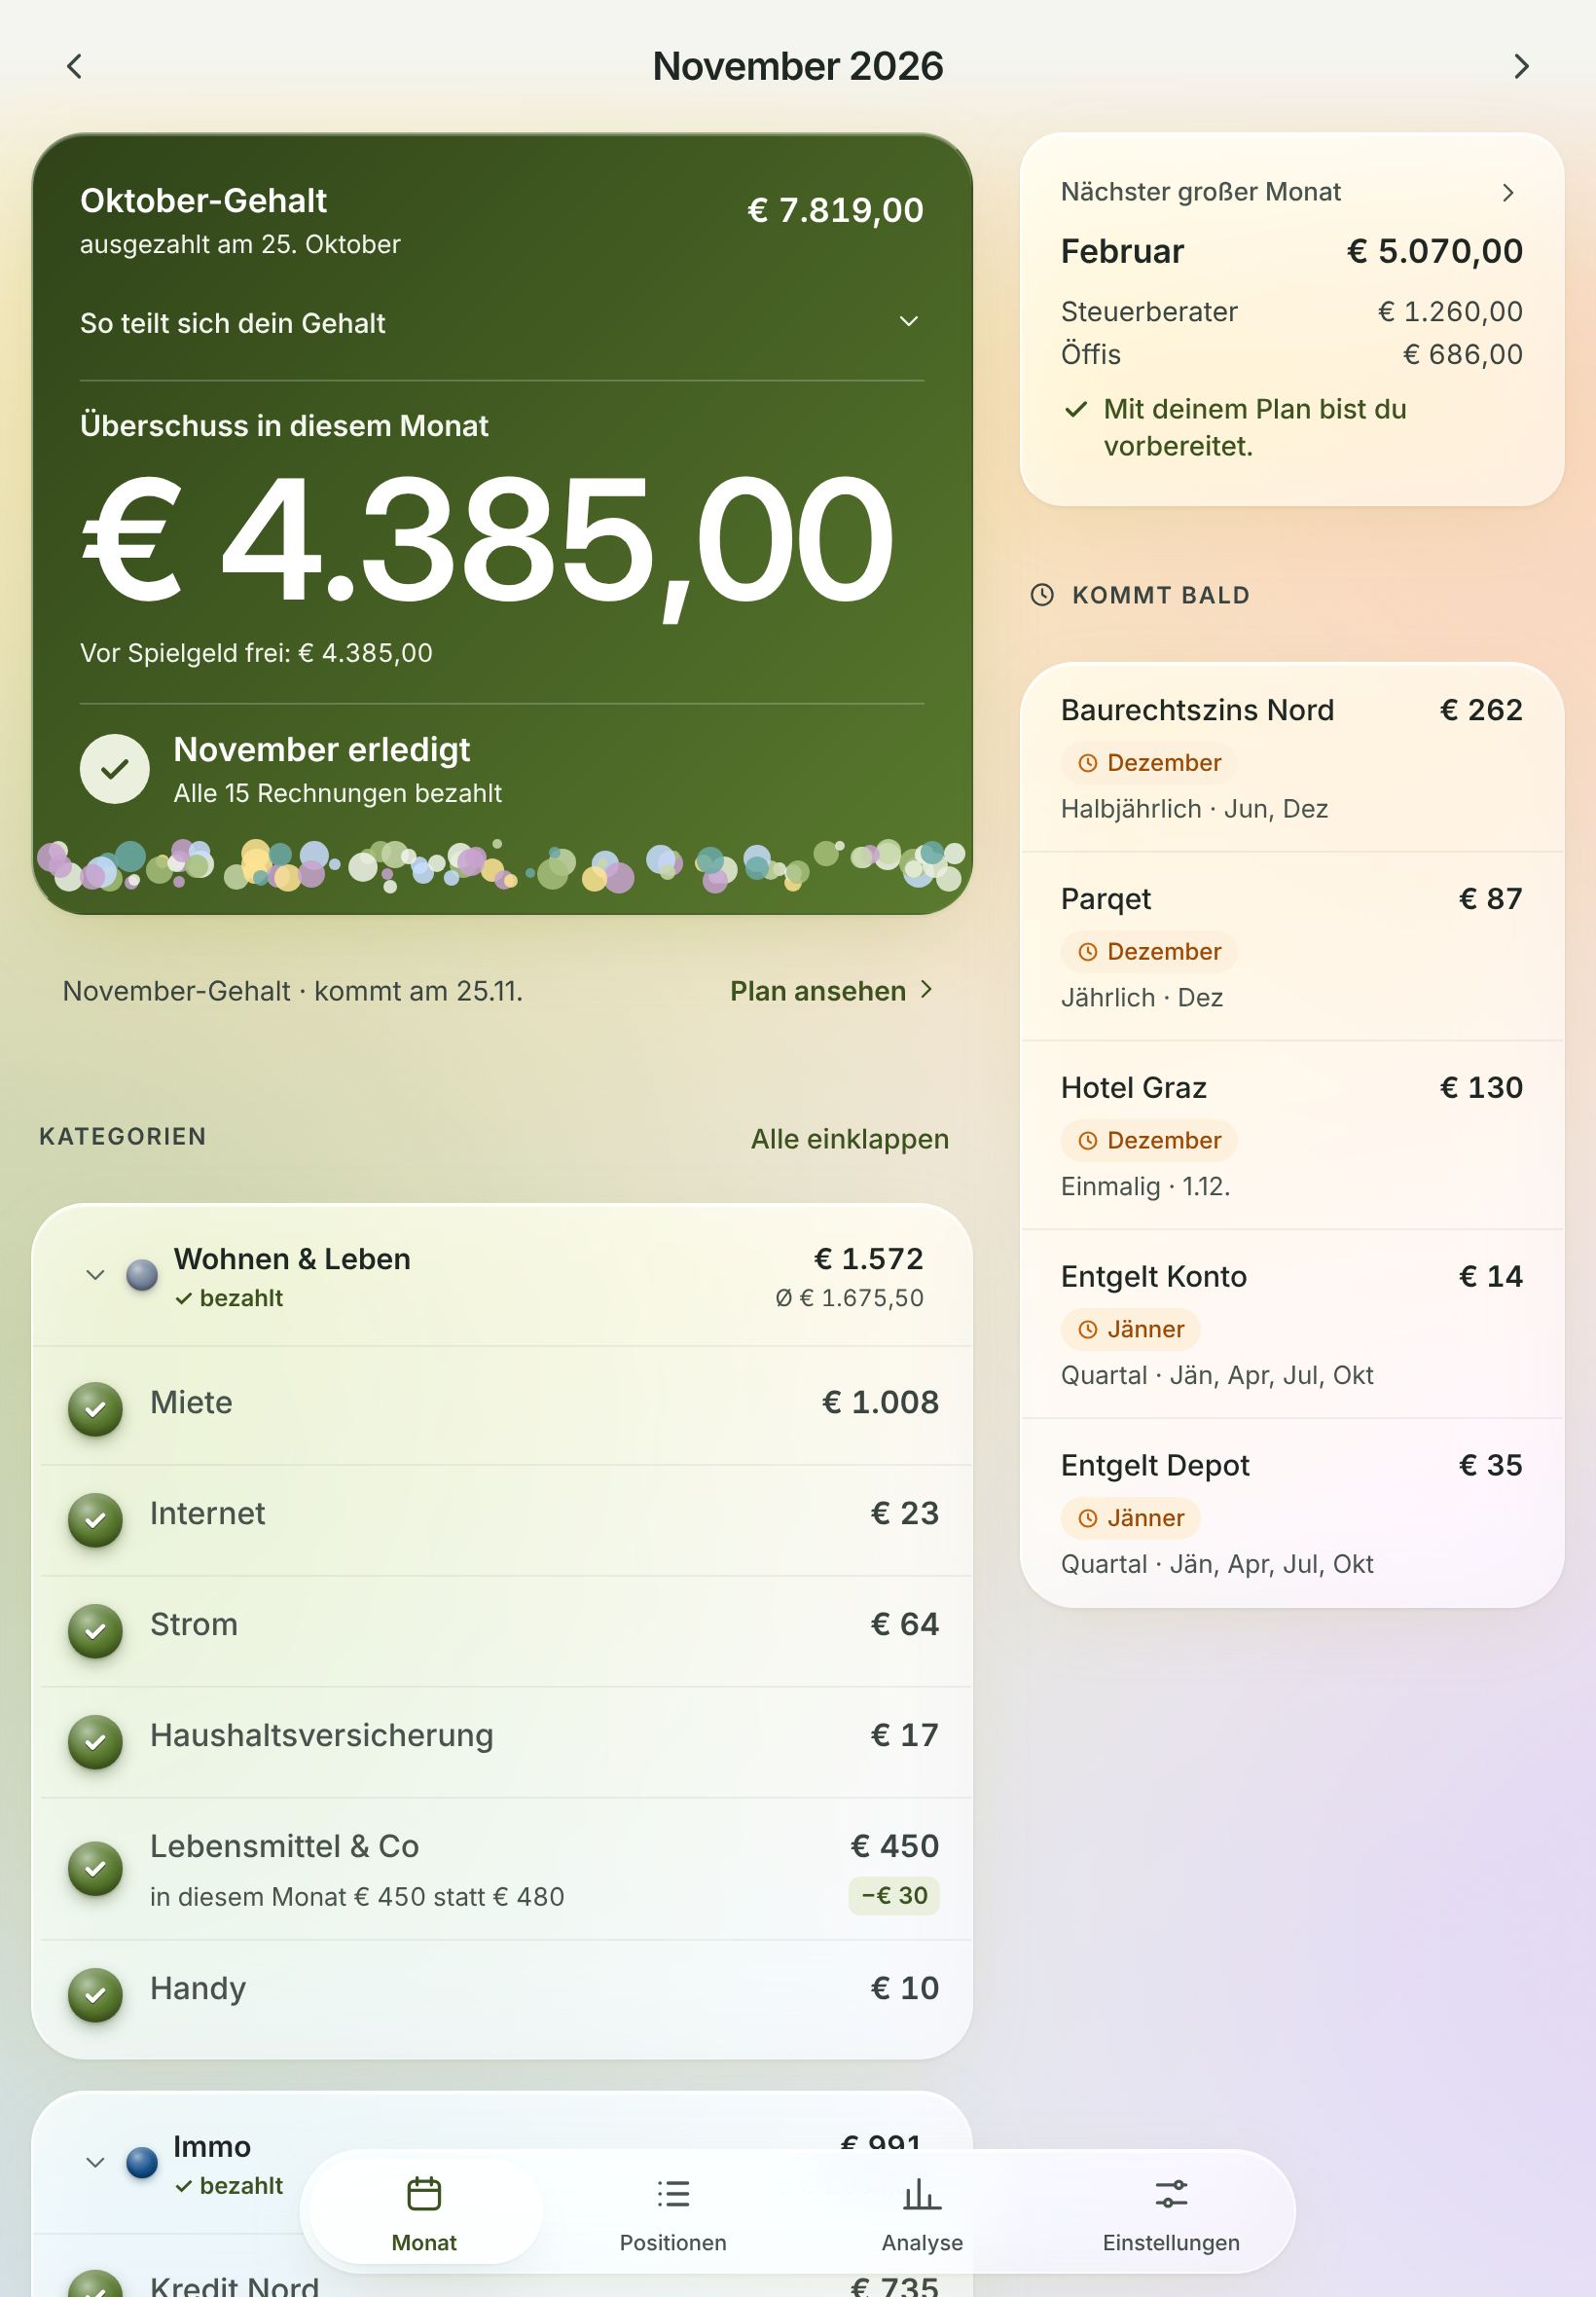 November 2026
Oktober-Gehalt
€ 7.819,00
ausgezahlt am 25. Oktober
So teilt sich dein Gehalt
Überschuss in diesem Monat
€ 4.385,00
Vor Spielgeld frei: € 4.385,00
November erledigt
Alle 15 Rechnungen bezahlt
November-Gehalt · kommt am 25.11.
Plan ansehen
KATEGORIEN
Alle einklappen
Wohnen & Leben
€ 1.572
bezahlt
Ø € 1.675,50
Miete
€ 1.008
Internet
€ 23
Strom
€ 64
Haushaltsversicherung
€ 17
Lebensmittel & Co
€ 450
in diesem Monat € 450 statt € 480
−€ 30
Handy
€ 10
Immo
€ 991
bezahlt
Kredit Nord
€ 735
Nächster großer Monat
Februar
€ 5.070,00
Steuerberater
€ 1.260,00
Öffis
€ 686,00
Mit deinem Plan bist du
vorbereitet.
KOMMT BALD
Baurechtszins Nord
€ 262
Dezember
Halbjährlich · Jun, Dez
Parqet
€ 87
Dezember
Jährlich · Dez
Hotel Graz
€ 130
Dezember
Einmalig · 1.12.
Entgelt Konto
€ 14
Jänner
Quartal · Jän, Apr, Jul, Okt
Entgelt Depot
€ 35
Jänner
Quartal · Jän, Apr, Jul, Okt
Monat
Positionen
Analyse
Einstellungen